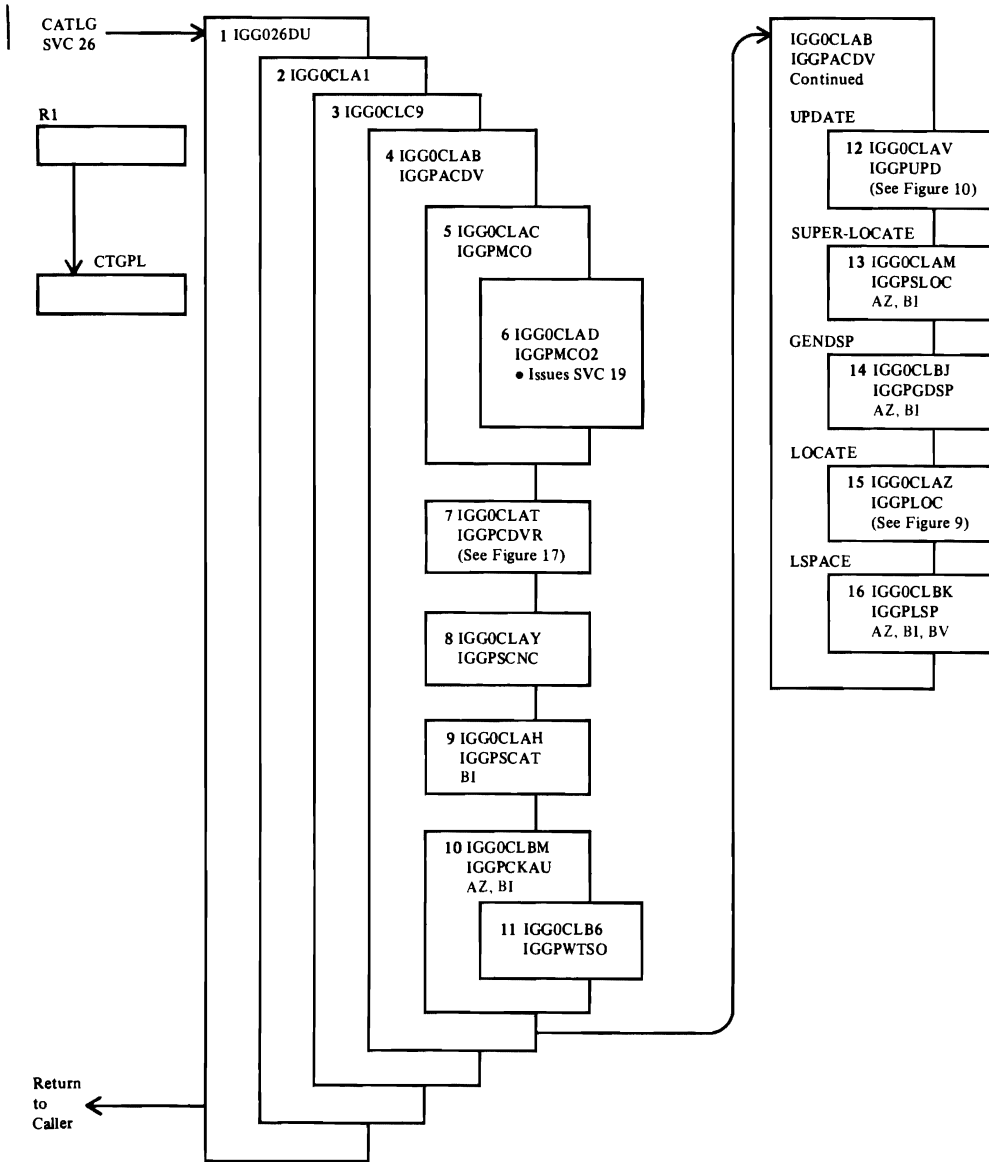 CATLG
SVC 26
1 IGG026DU
2 IGG0CLA1
3 IGG0CLC9
R1
4 IGG0CLAB
IGGPACDV
5 IGG0CLAC
IGGPMCO
CTGPL
6 IGG0CLAD
IGGPMCO2
• Issues SVC 19
7 IGG0CLAT
IGGPCDVR
(See Figure 17)
8 IGG0CLAY
IGGPSCNC
9 IGG0CLAH
IGGPSCAT
BI
10 IGG0CLBM
IGGPCKAU
AZ, BI
11 IGG0CLB6
IGGPWTSO
Return
to
Caller
IGG0CLAB
IGGPACDV
Continued
UPDATE
12 IGG0CLAV
IGGPUPD
(See Figure 10)
SUPER-LOCATE
13 IGG0CLAM
IGGPSLOC
AZ, BI
GENDSP
14 IGG0CLBJ
IGGPGDSP
AZ, BI
LOCATE
15 IGG0CLAZ
IGGPLOC
(See Figure 9)
LSPACE
16 IGG0CLBK
IGGPLSP
AZ, BI, BV